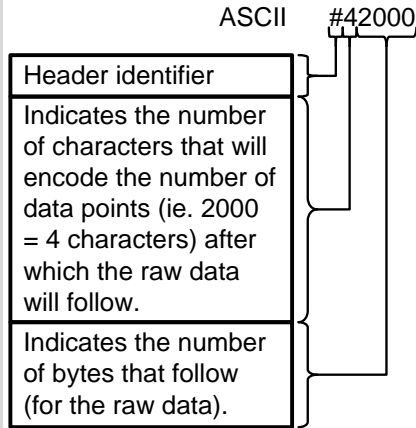 ASCII #42000
Header identifier
Indicates the number
of characters that will
encode the number of
data points (ie. 2000
= 4 characters) after
which the raw data
will follow.
Indicates the number
of bytes that follow
(for the raw data).